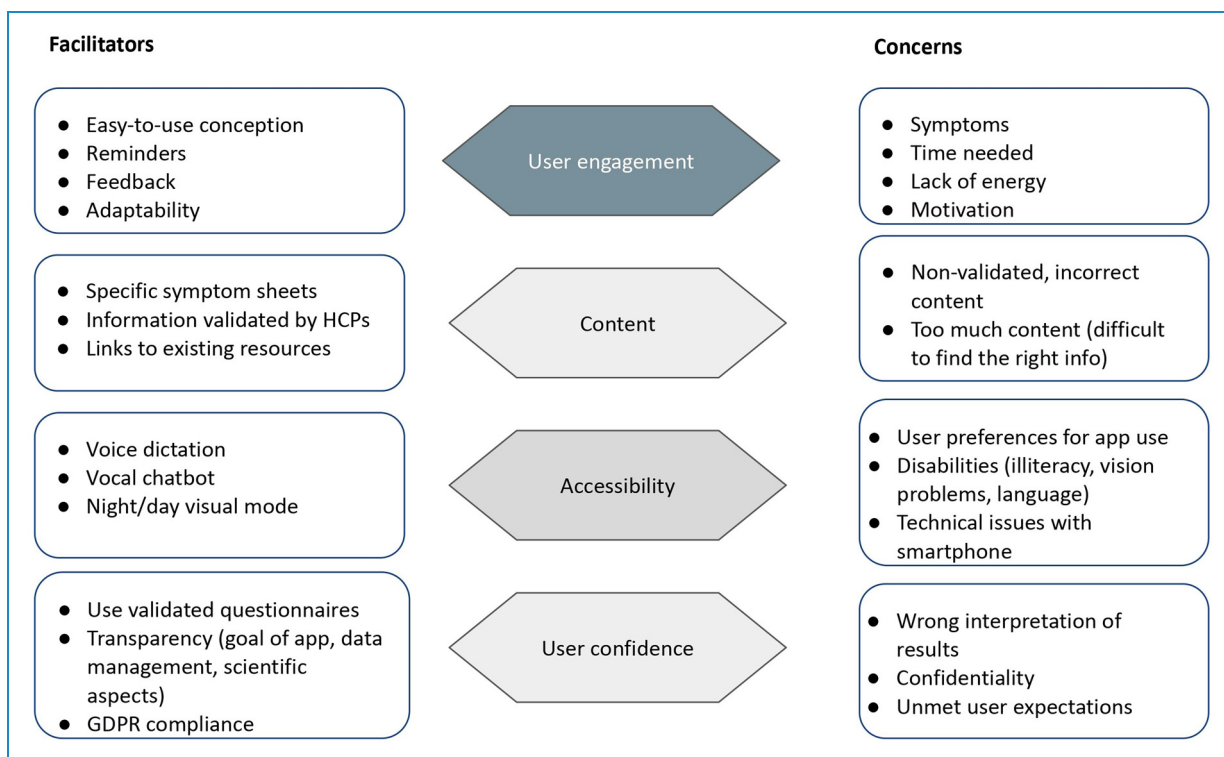 Facilitators
Concerns
● Easy-to-use conception
● Reminders
● Feedback
● Adaptability
User engagement
● Symptoms
● Time needed
● Lack of energy
● Motivation
● Specific symptom sheets
● Information validated by HCPs
● Links to existing resources
Content
● Non-validated, incorrect
content
● Too much content (difficult
to find the right info)
● Voice dictation
● Vocal chatbot
● Night/day visual mode
Accessibility
● User preferences for app use
● Disabilities (illiteracy, vision
problems, language)
● Technical issues with
smartphone
● Use validated questionnaires
● Transparency (goal of app, data
management, scientific
aspects)
● GDPR compliance
User confidence
● Wrong interpretation of
results
● Confidentiality
● Unmet user expectations